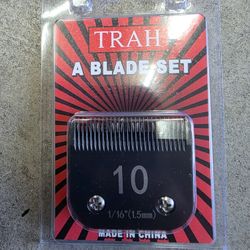 TRAH
A BLADE SET
10
1/16"(1.5mm)
MADE IN CHINA